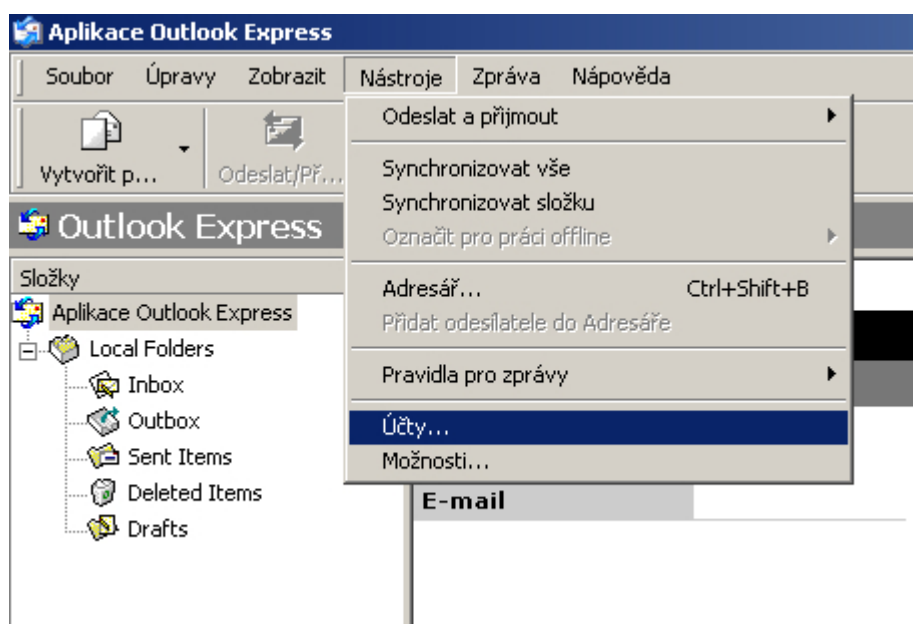 Aplikace Outlook Express
Soubor Úpravy Zobrazit Nástroje Zpráva Nápověda
Vytvořit p... Odeslat/Př...
Odeslat a přijmout
Synchronizovat vše
Synchronizovat složku
Označit pro práci offline
Adresář... Ctrl+Shift+B
Přidat odesílatele do Adresáře
Pravidla pro zprávy
Účty...
Možnosti...
Outlook Express
Složky
Aplikace Outlook Express
Local Folders
Inbox
Outbox
Sent Items
Deleted Items
Drafts
E-mail